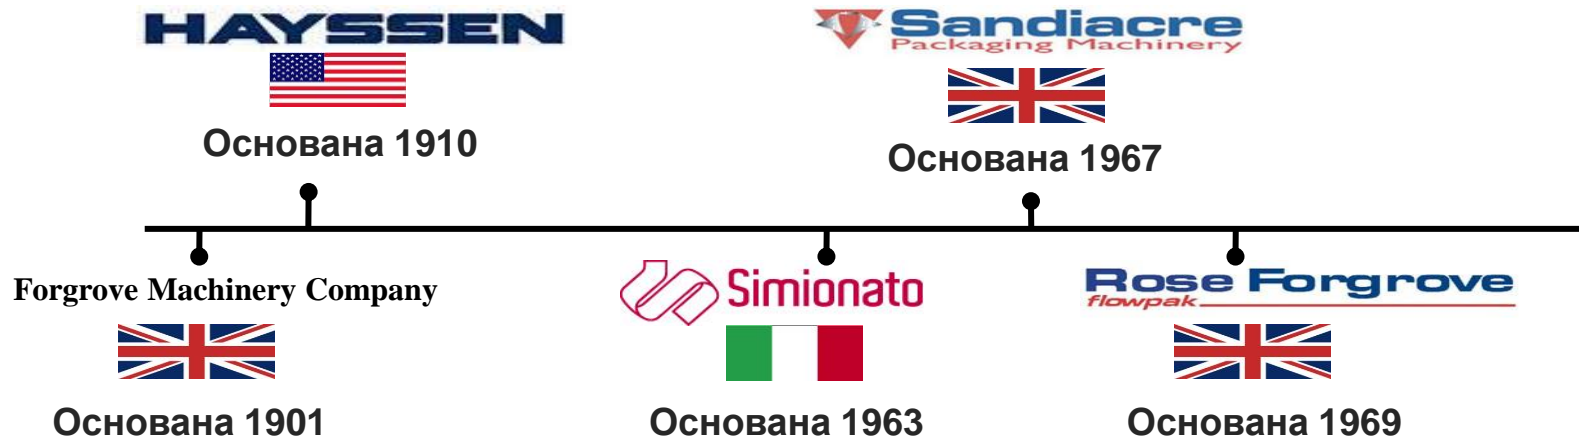 HAYSSEN
Основана 1910
Sandiacre
Packaging Machinery
Основана 1967
Forgrove Machinery Company
Основана 1901
Simionato
Основана 1963
Rose Forgrove
flowpak
Основана 1969